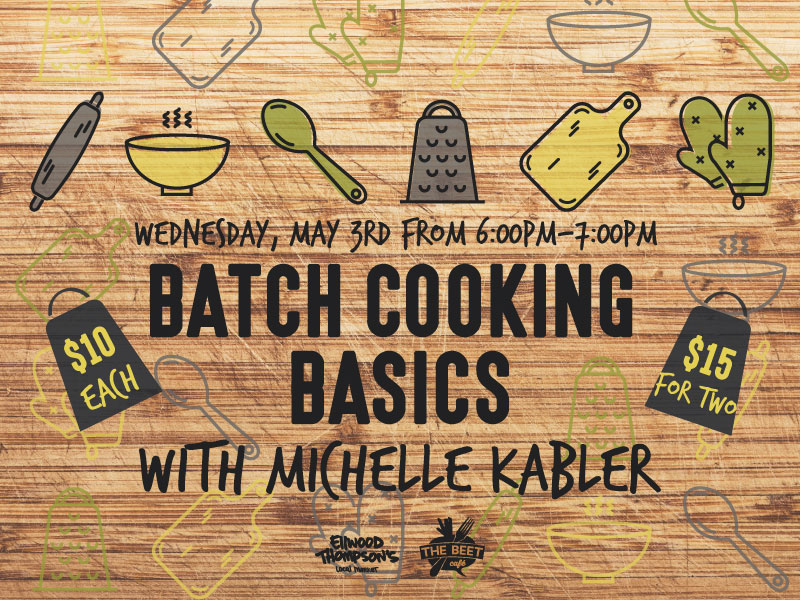 WEDNESDAY, MAY 3RD FROM 6:00PM-7:00PM
BATCH COOKING
BASICS
$10
EACH
$15
FOR TWO
WITH MICHELLE KABLER
EllWOOD
THOMPSON'S
local market
THE BEET
café